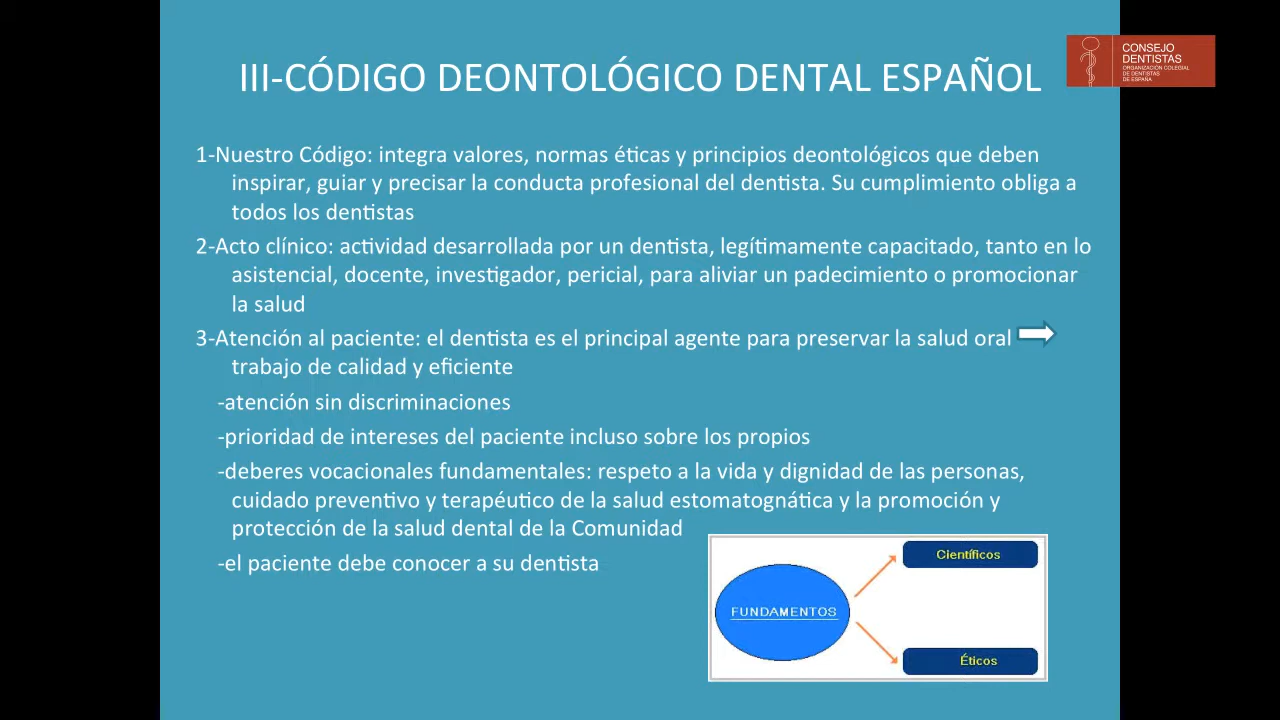 III-CÓDIGO DEONTOLÓGICO DENTAL ESPAÑOL
CONSEJO
DENTISTAS
ORGANIZACIÓN COLEGIAL
DE DENTISTAS
DE ESPAÑA
1-Nuestro Código: integra valores, normas éticas y principios deontológicos que deben
inspirar, guiar y precisar la conducta profesional del dentista. Su cumplimiento obliga a
todos los dentistas
2-Acto clínico: actividad desarrollada por un dentista, legítimamente capacitado, tanto en lo
asistencial, docente, investigador, pericial, para aliviar un padecimiento o promocionar
la salud
3-Atención al paciente: el dentista es el principal agente para preservar la salud oral
trabajo de calidad y eficiente
-atención sin discriminaciones
-prioridad de intereses del paciente incluso sobre los propios
-deberes vocacionales fundamentales: respeto a la vida y dignidad de las personas,
cuidado preventivo y terapéutico de la salud estomatognática y la promoción y
protección de la salud dental de la Comunidad
-el paciente debe conocer a su dentista
Científicos
FUNDAMENTOS
Éticos